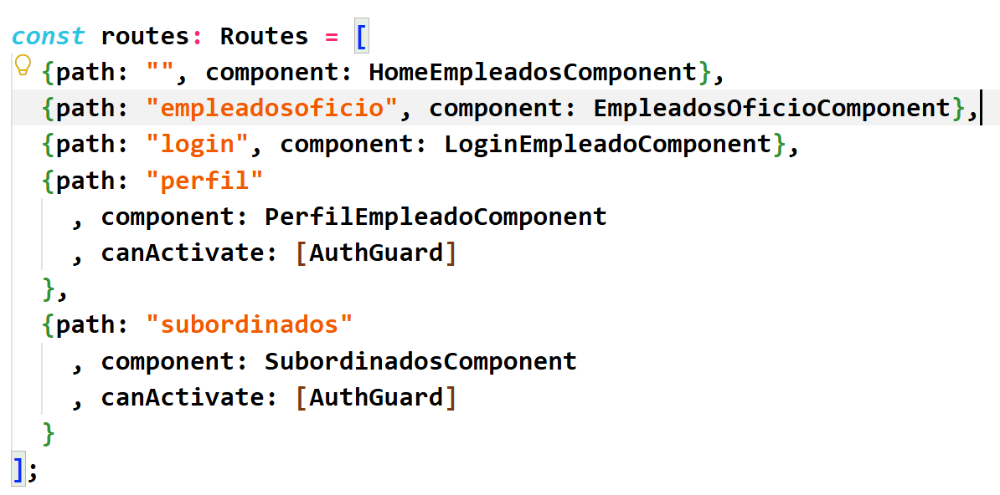 const routes: Routes = [
{path: "", component: HomeEmpleadosComponent},
{path: "empleadosoficio", component: EmpleadosOficioComponent},
{path: "login", component: LoginEmpleadoComponent},
{path: "perfil"
, component: PerfilEmpleadoComponent
, canActivate: [AuthGuard]
},
{path: "subordinados"
, component: SubordinadosComponent
, canActivate: [AuthGuard]
}
];